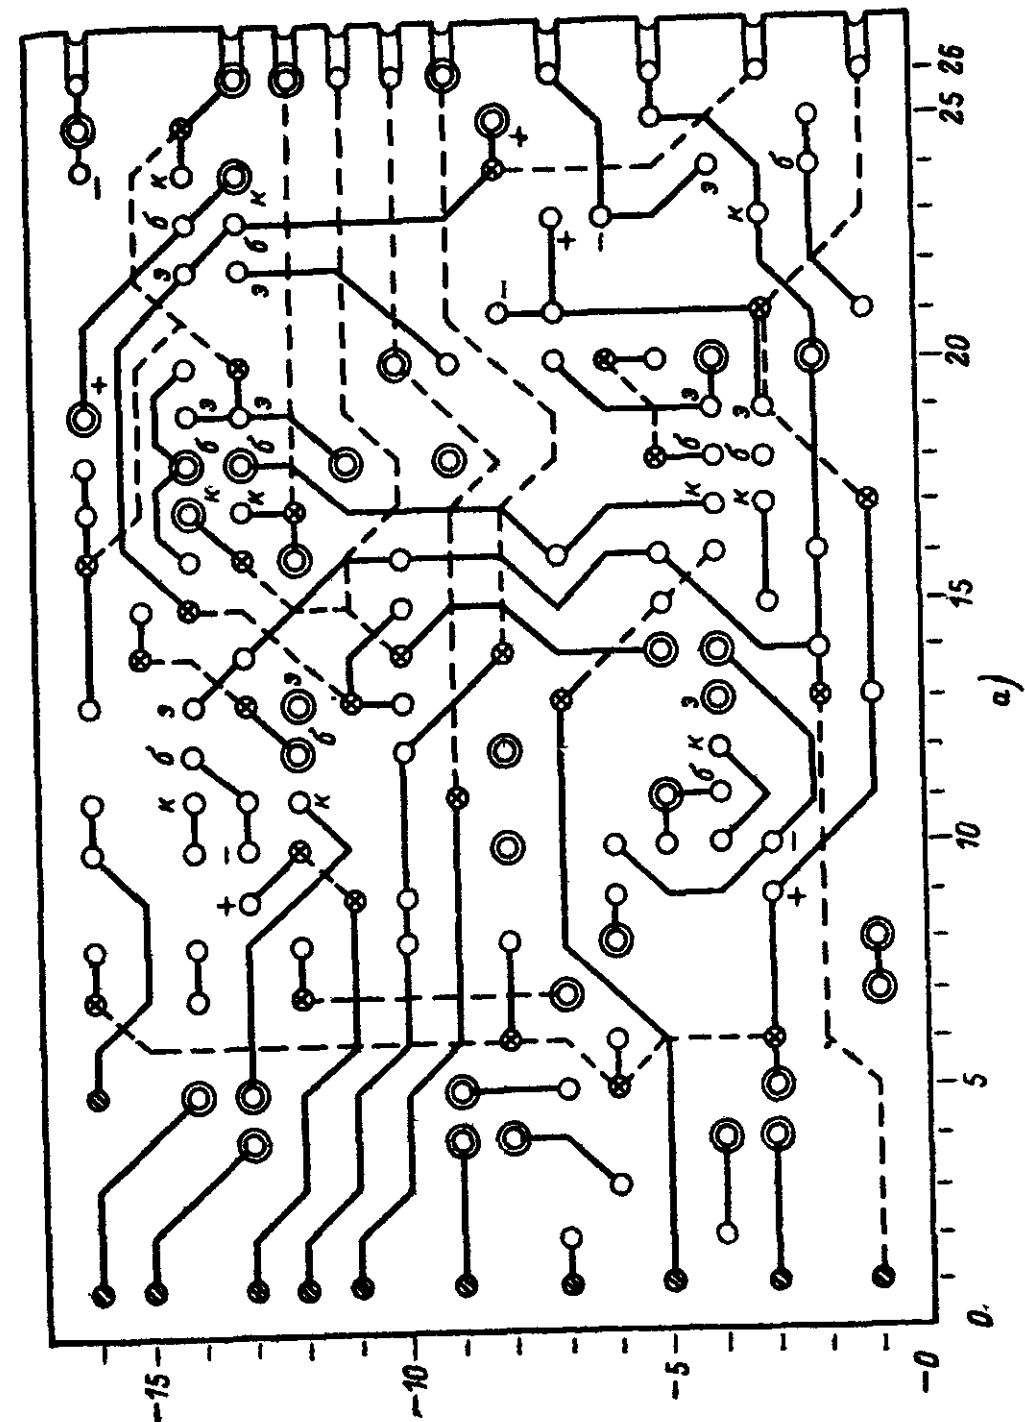 26
25
+
б
− к э
к к
б
+ −
б
э
э −
20
+
э э э э
б б б б
к к к к
15
э
а)
э э
б
к
б
б
к к
10
− −
+ +
5
0
15 10 5 0